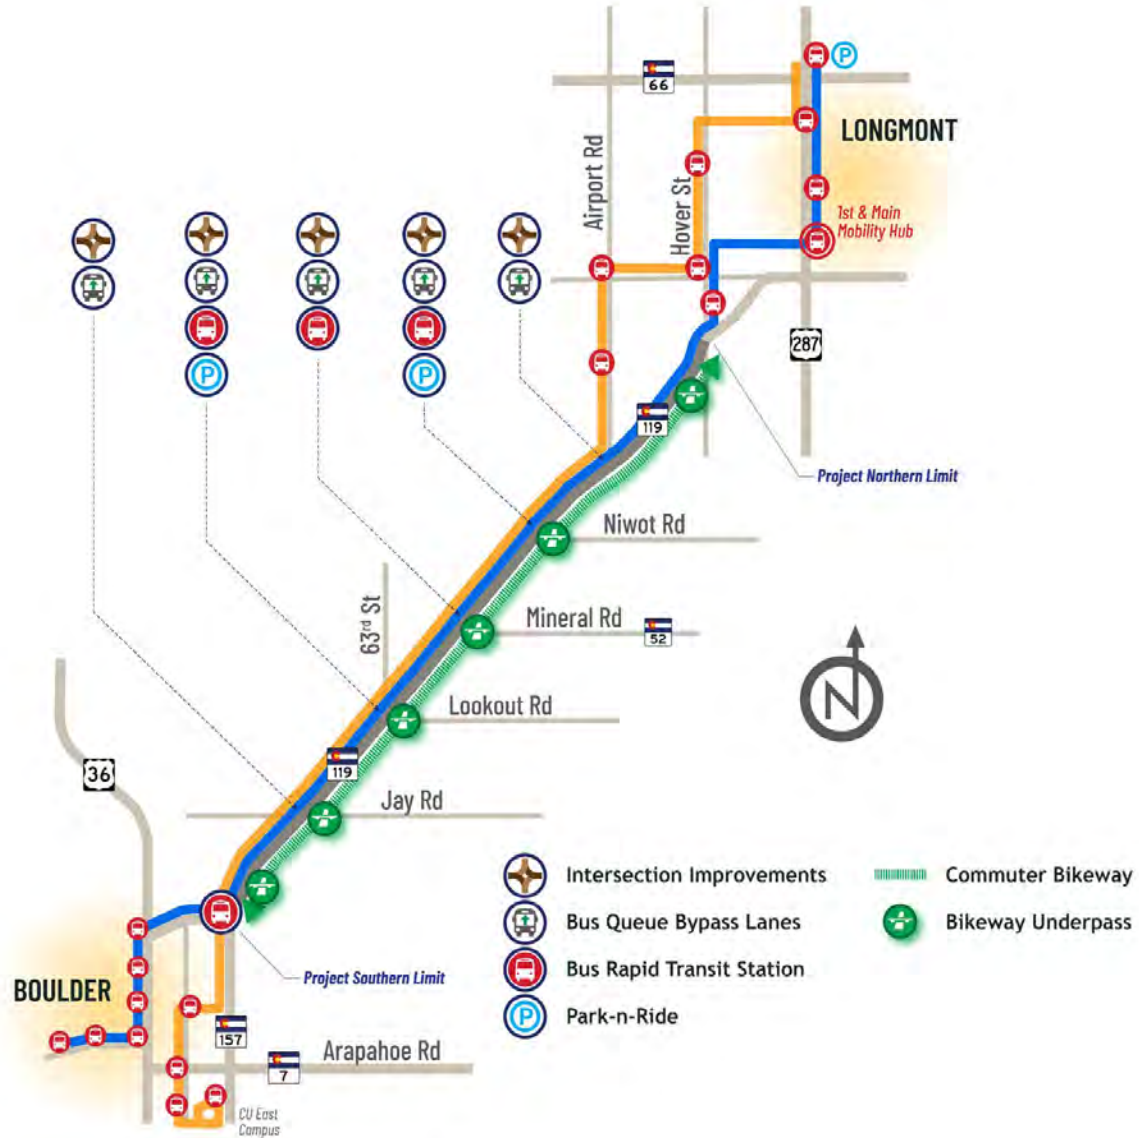 66
LONGMONT
Airport Rd
Hover St
1st & Main
Mobility Hub
287
119
Project Northern Limit
Niwot Rd
Mineral Rd
52
63rd St
Lookout Rd
N
119
36
Jay Rd
BOULDER
Project Southern Limit
157
Arapahoe Rd
7
CU East
Campus
P
P
P
Intersection Improvements
Bus Queue Bypass Lanes
Bus Rapid Transit Station
P
Park-n-Ride
Commuter Bikeway
Bikeway Underpass